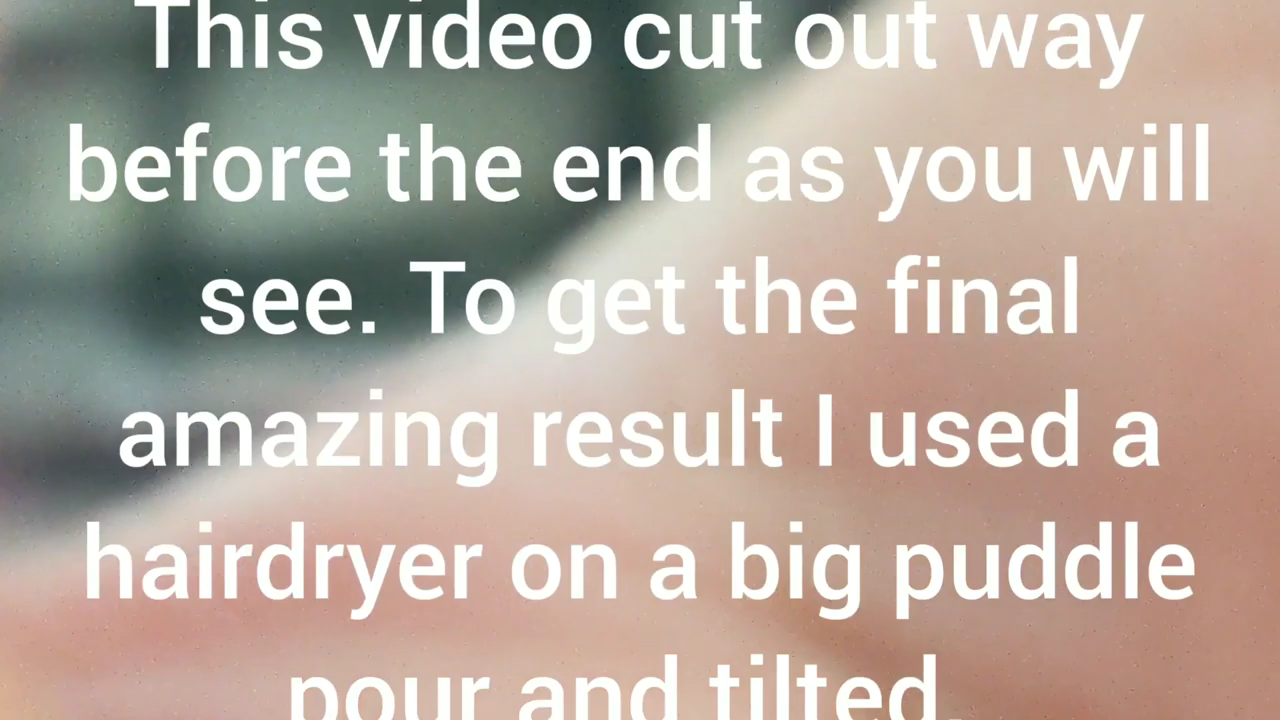 This video cut out way
before the end as you will
see. To get the final
amazing result I used a
hairdryer on a big puddle
pour and tilted.